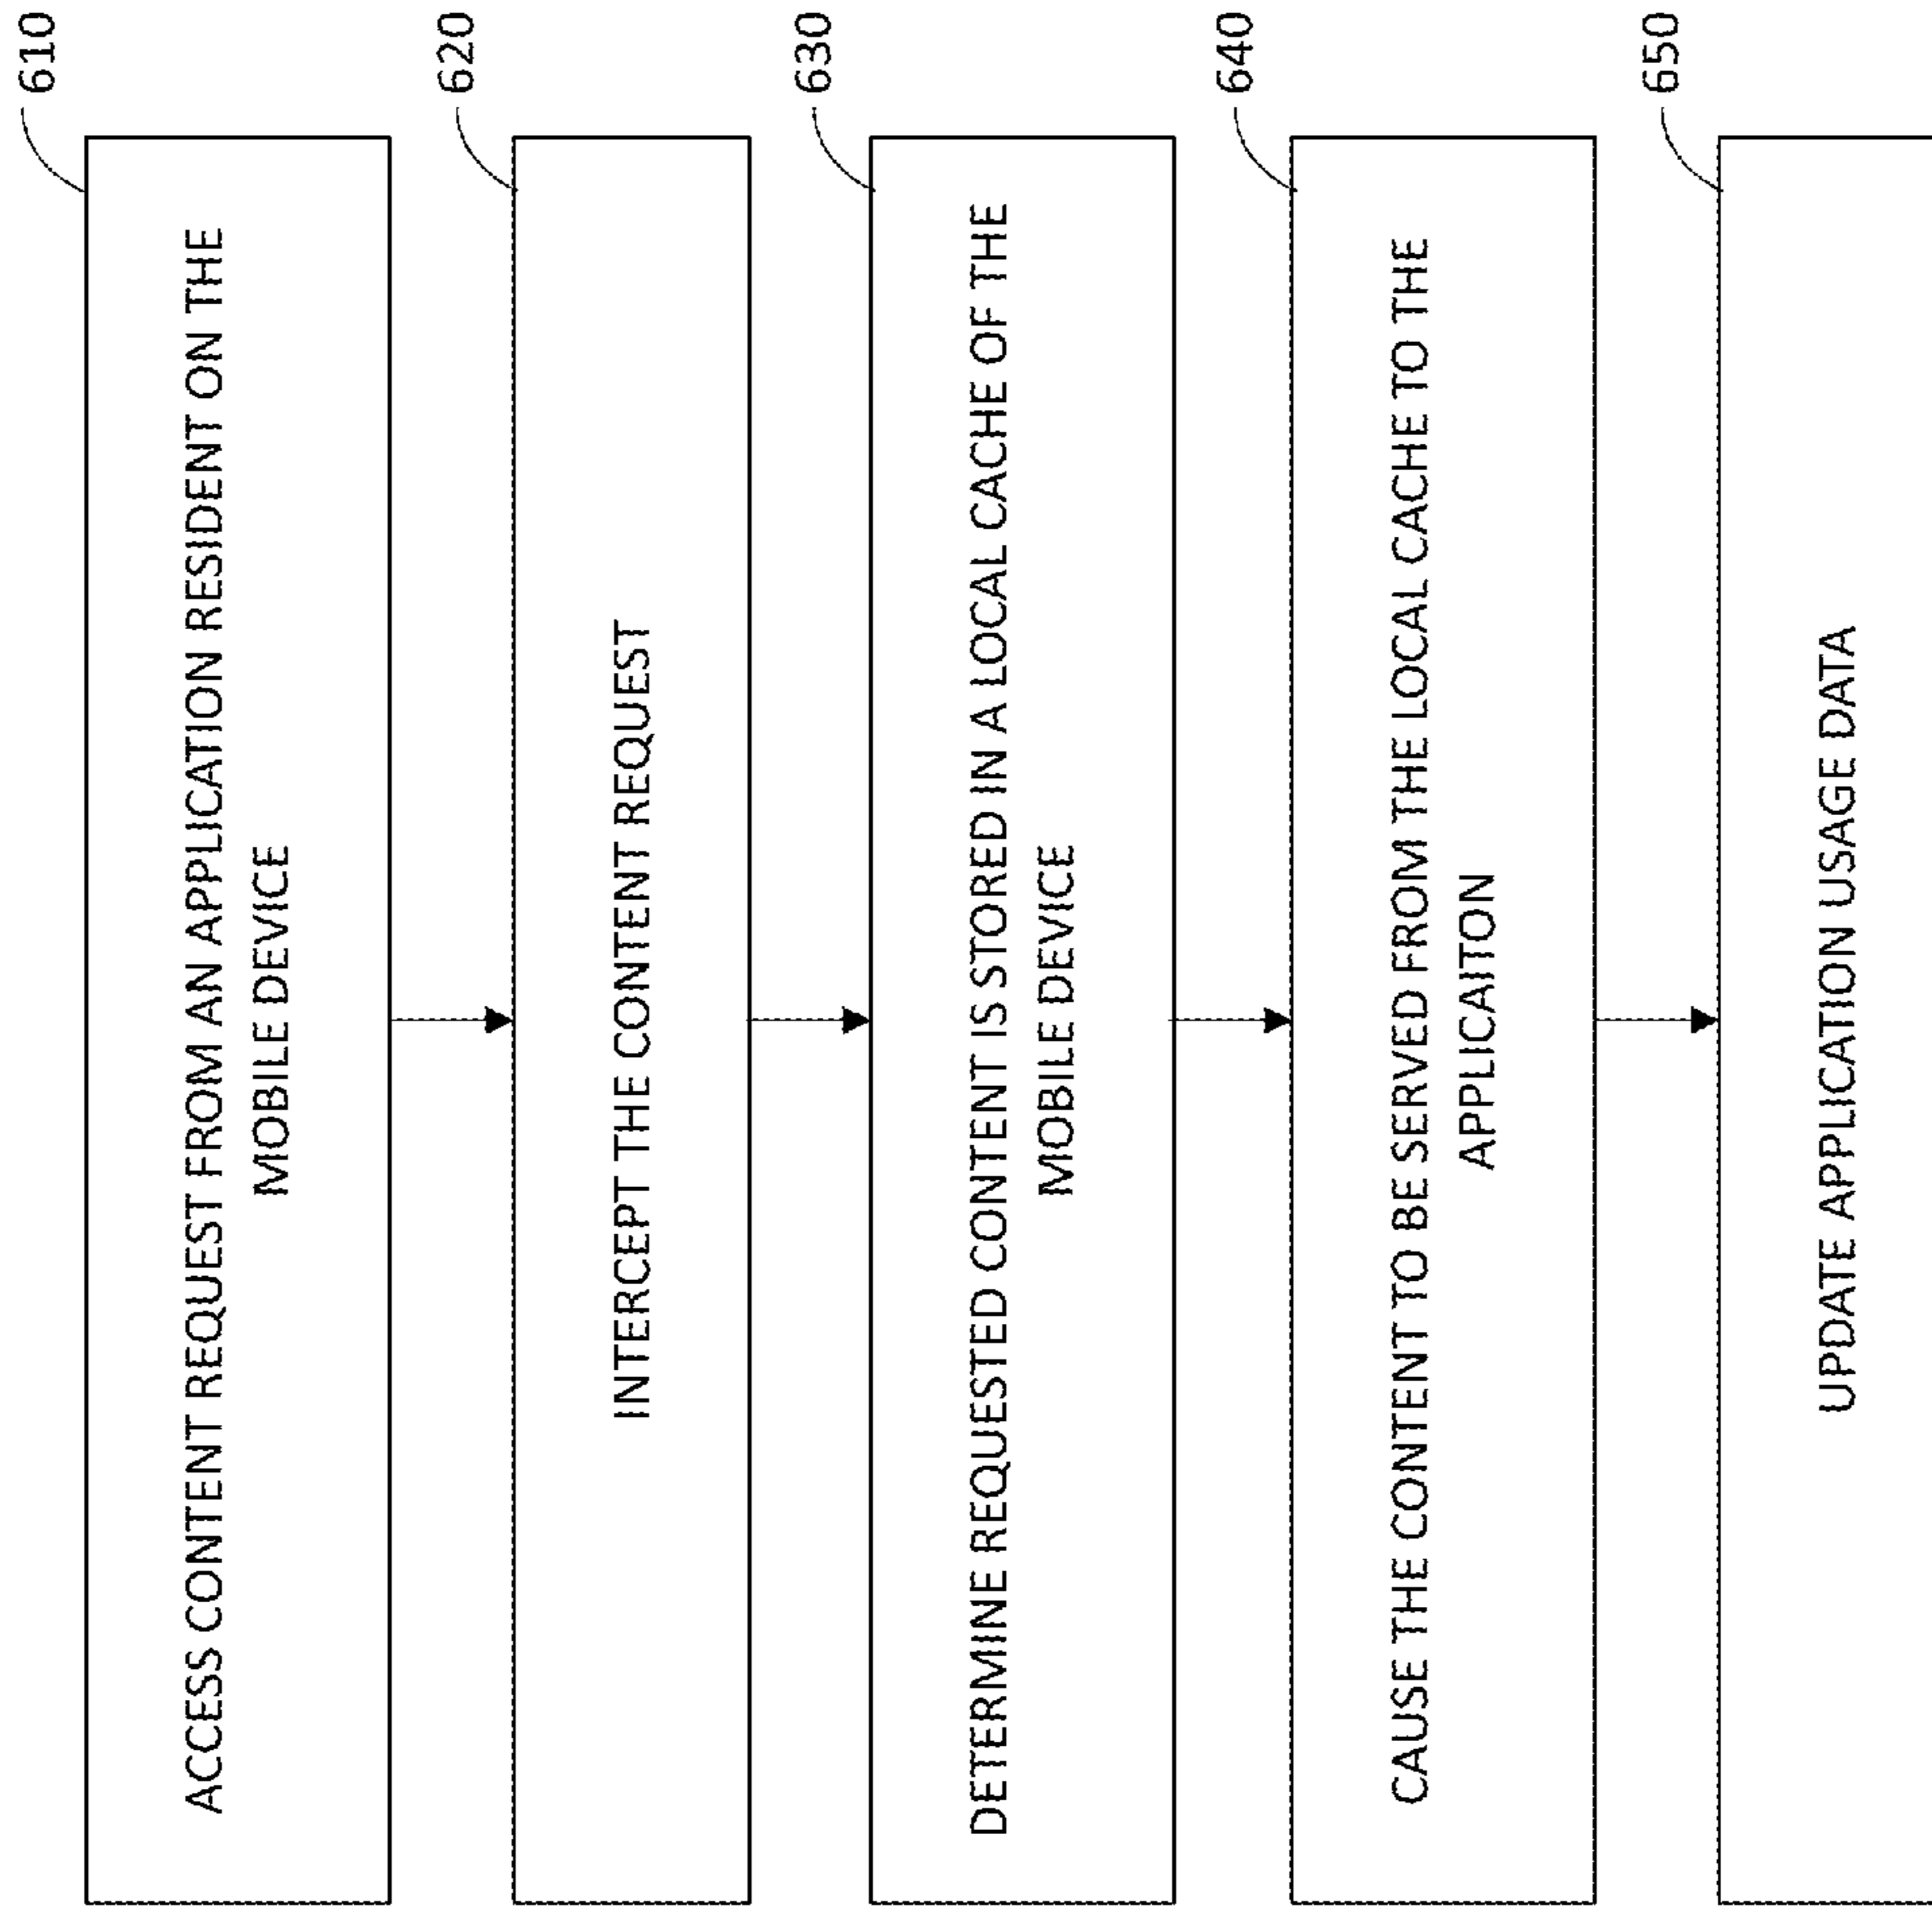 610
ACCESS CONTENT REQUEST FROM AN APPLICATION RESIDENT ON THE
MOBILE DEVICE
620
INTERCEPT THE CONTENT REQUEST
630
DETERMINE REQUESTED CONTENT IS STORED IN A LOCAL CACHE OF THE
MOBILE DEVICE
640
CAUSE THE CONTENT TO BE SERVED FROM THE LOCAL CACHE TO THE
APPLICAITON
650
UPDATE APPLICATION USAGE DATA